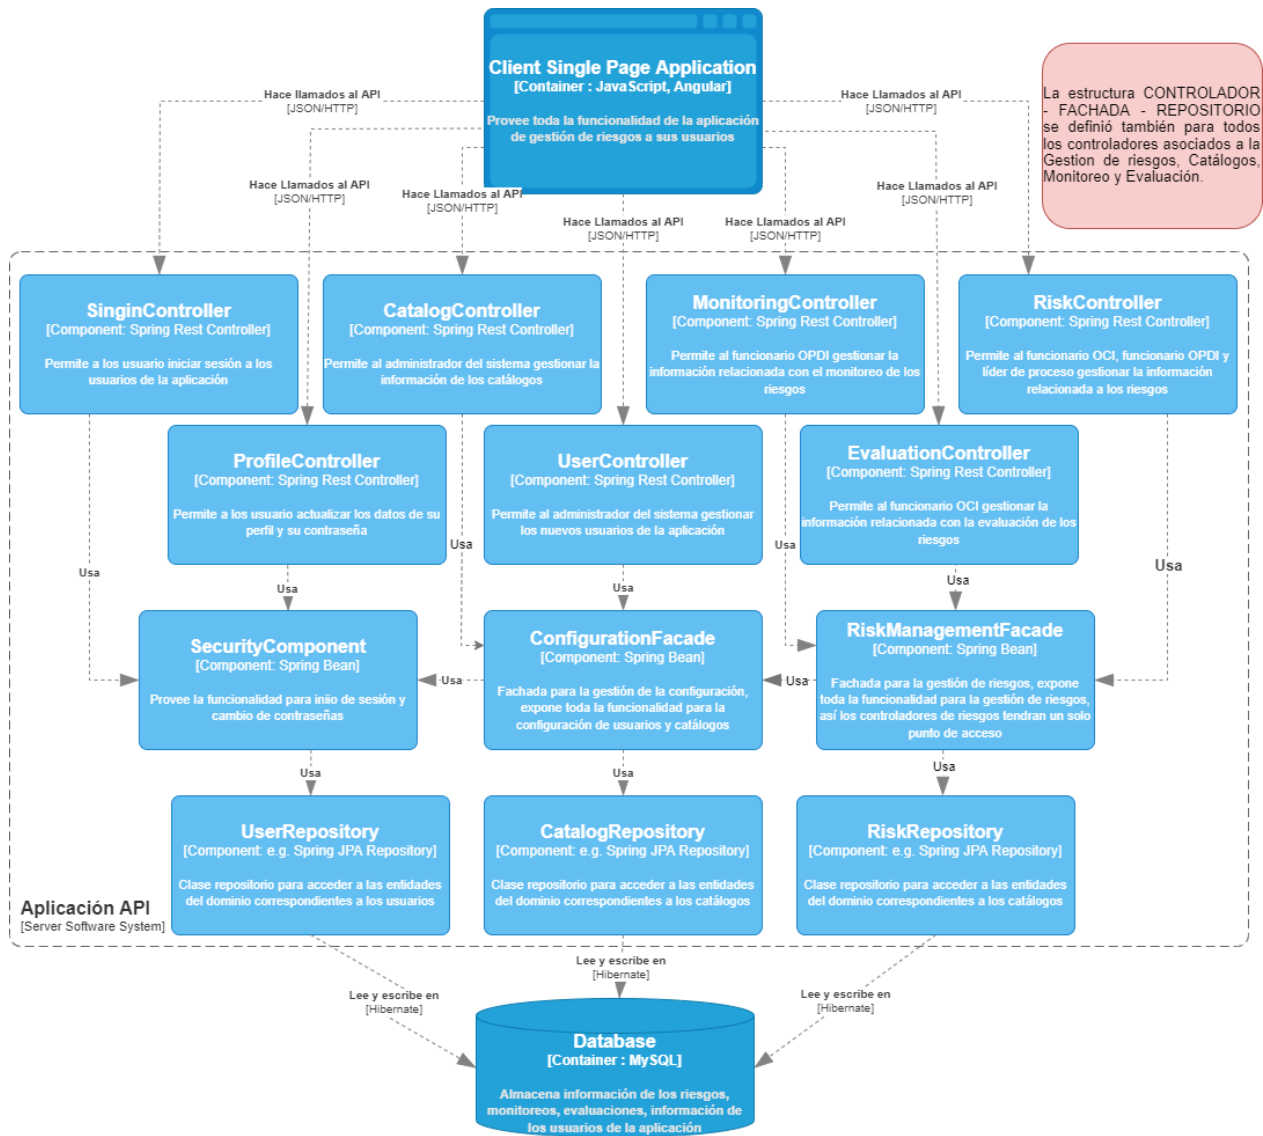 Client Single Page Application
[Container : JavaScript, Angular]
Provee toda la funcionalidad de la aplicación
de gestión de riesgos a sus usuarios
La estructura CONTROLADOR
- FACHADA - REPOSITORIO
se definió también para todos
los controladores asociados a la
Gestion de riesgos, Catálogos,
Monitoreo y Evaluación.
Hace llamados al API
[JSON/HTTP]
Hace Llamados al API
[JSON/HTTP]
Hace Llamados al API
[JSON/HTTP]
Hace Llamados al API
[JSON/HTTP]
Hace Llamados al API
[JSON/HTTP]
Hace Llamados al API
[JSON/HTTP]
Hace Llamados al API
[JSON/HTTP]
SinginController
[Component: Spring Rest Controller]
Permite a los usuario iniciar sesión a los
usuarios de la aplicación
CatalogController
[Component: Spring Rest Controller]
Permite al administrador del sistema gestionar la
información de los catálogos
MonitoringController
[Component: Spring Rest Controller]
Permite al funcionario OPDI gestionar la
información relacionada con el monitoreo de los
riesgos
RiskController
[Component: Spring Rest Controller]
Permite al funcionario OCI, funcionario OPDI y
líder de proceso gestionar la información
relacionada a los riesgos
ProfileController
[Component: Spring Rest Controller]
Permite a los usuario actualizar los datos de su
perfil y su contraseña
UserController
[Component: Spring Rest Controller]
Permite al administrador del sistema gestionar
los nuevos usuarios de la aplicación
EvaluationController
[Component: Spring Rest Controller]
Permite al funcionario OCI gestionar la
información relacionada con la evaluación de los
riesgos
Usa
Usa
Usa
Usa
Usa
Usa
Usa
SecurityComponent
[Component: Spring Bean]
Provee la funcionalidad para iniio de sesión y
cambio de contraseñas
Usa
ConfigurationFacade
[Component: Spring Bean]
Fachada para la gestión de la configuración,
expone toda la funcionalidad para la
configuración de usuarios y catálogos
Usa
RiskManagementFacade
[Component: Spring Bean]
Fachada para la gestión de riesgos, expone
toda la funcionalidad para la gestión de riesgos,
así los controladores de riesgos tendran un solo
punto de acceso
Usa
Usa
Usa
UserRepository
[Component: e.g. Spring JPA Repository]
Clase repositorio para acceder a las entidades
del dominio correspondientes a los usuarios
CatalogRepository
[Component: e.g. Spring JPA Repository]
Clase repositorio para acceder a las entidades
del dominio correspondientes a los catálogos
RiskRepository
[Component: e.g. Spring JPA Repository]
Clase repositorio para acceder a las entidades
del dominio correspondientes a los catálogos
Aplicación API
[Server Software System]
Lee y escribe en
[Hibernate]
Lee y escribe en
[Hibernate]
Lee y escribe en
[Hibernate]
Database
[Container : MySQL]
Almacena información de los riesgos,
monitoreos, evaluaciones, información de
los usuarios de la aplicación